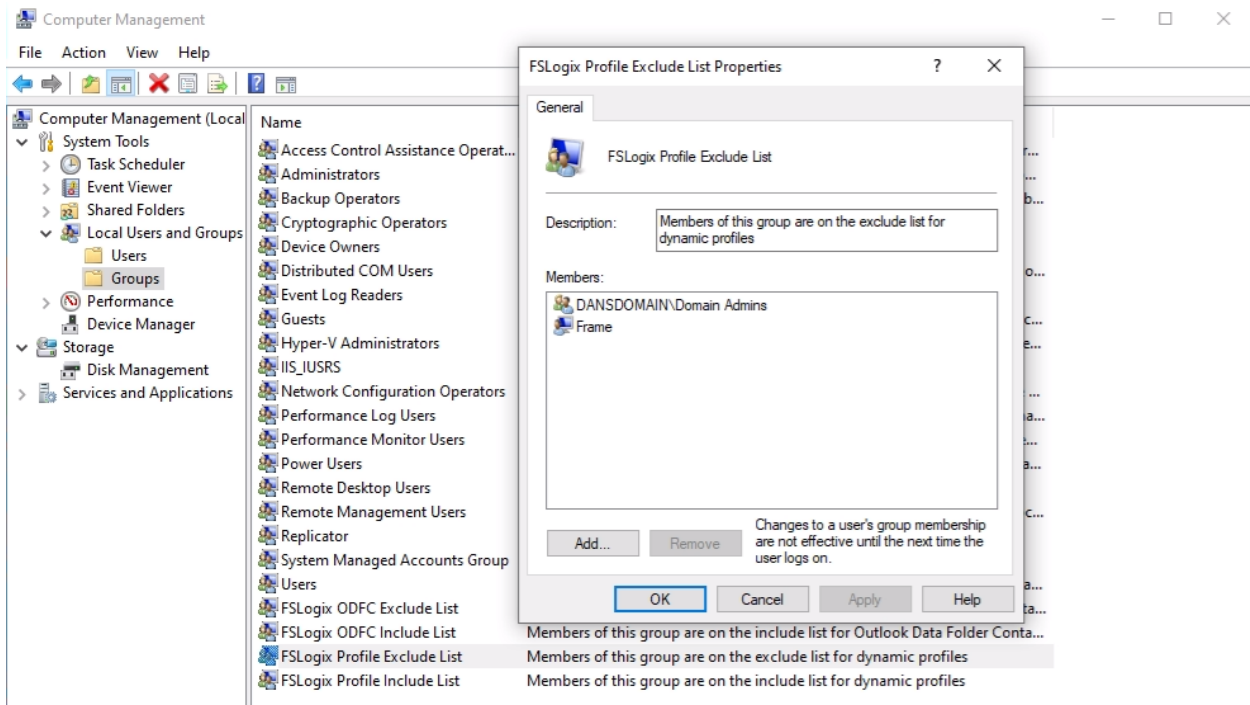 Computer Management
File Action View Help
Computer Management (Local
System Tools
Task Scheduler
Event Viewer
Shared Folders
Local Users and Groups
Users
Groups
Performance
Device Manager
Storage
Disk Management
Services and Applications
Name
Access Control Assistance Operat...
Administrators
Backup Operators
Cryptographic Operators
Device Owners
Distributed COM Users
Event Log Readers
Guests
Hyper-V Administrators
IIS_IUSRS
Network Configuration Operators
Performance Log Users
Performance Monitor Users
Power Users
Remote Desktop Users
Remote Management Users
Replicator
System Managed Accounts Group
Users
FSLogix ODFC Exclude List
FSLogix ODFC Include List Members of this group are on the include list for Outlook Data Folder Conta...
FSLogix Profile Exclude List Members of this group are on the exclude list for dynamic profiles
FSLogix Profile Include List Members of this group are on the include list for dynamic profiles
FSLogix Profile Exclude List Properties
General
FSLogix Profile Exclude List
Description: Members of this group are on the exclude list for
dynamic profiles
Members:
DANSDOMAIN\Domain Admins
Frame
Add... Remove
Changes to a user's group membership
are not effective until the next time the
user logs on.
OK Cancel Apply Help